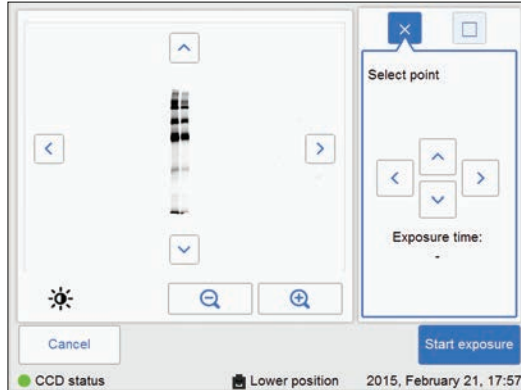 Select point
Exposure time:
-
Cancel
Start exposure
CCD status
Lower position
2015, February 21, 17:57